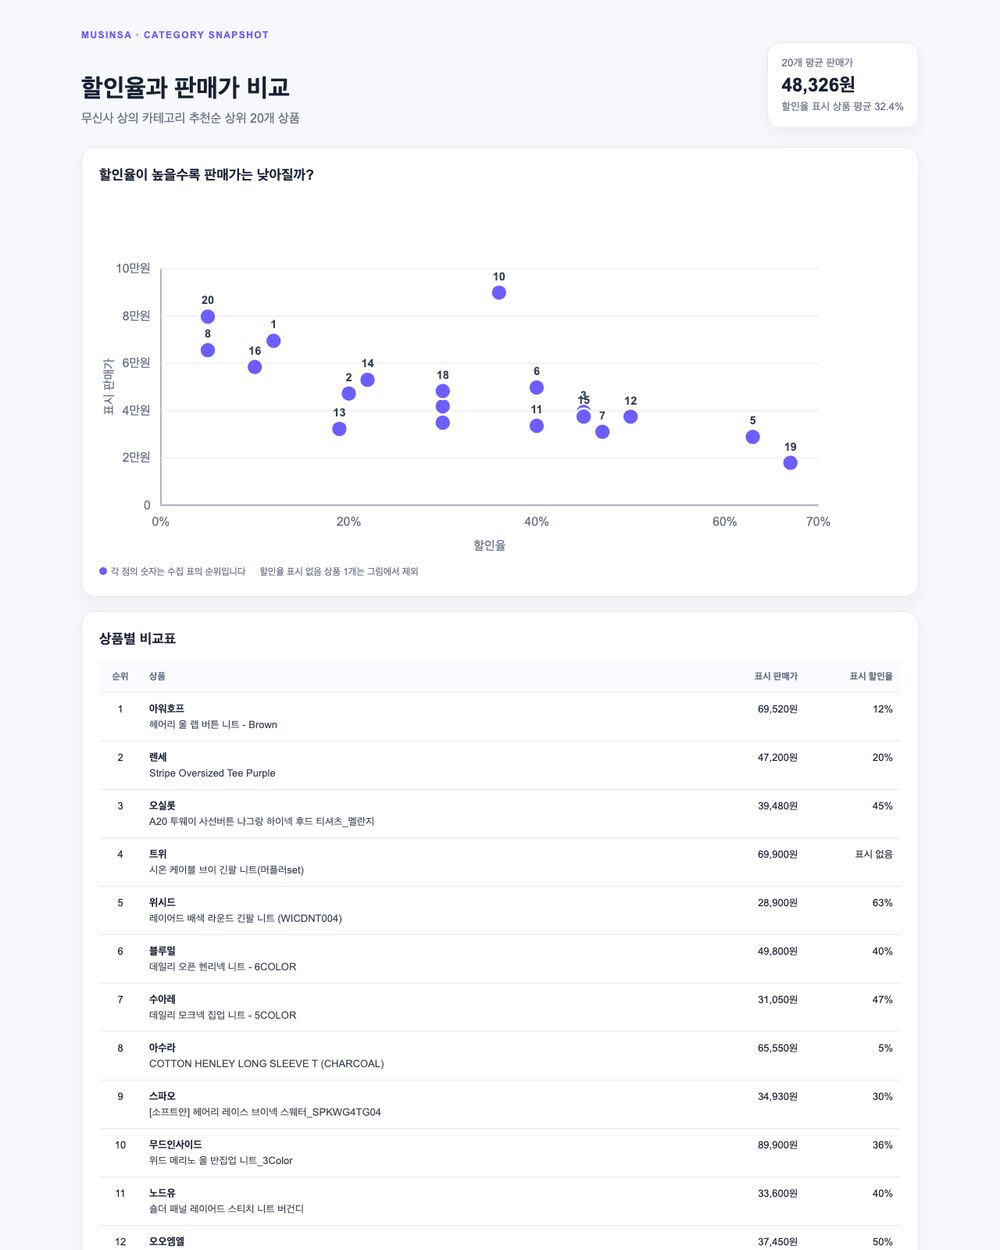 MUSINSA · CATEGORY SNAPSHOT
할인율과 판매가 비교
무신사 상의 카테고리 추천순 상위 20개 상품
20개 평균 판매가
48,326원
할인율 표시 상품 평균 32.4%
할인율이 높을수록 판매가는 낮아질까?
10만원
8만원
6만원
4만원
2만원
0
표시 판매가
20
8
16
1
13
2
14
18
10
6
11
3
15
7
12
5
19
0%
20%
40%
60%
70%
할인율
각 점의 숫자는 수집 표의 순위입니다
할인율 표시 없음 상품 1개는 그림에서 제외
상품별 비교표
순위 상품 표시 판매가 표시 할인율
1 아워호프 69,520원 12%
헤어리 울 랩 버튼 니트 - Brown
2 렌세 47,200원 20%
Stripe Oversized Tee Purple
3 오실롯 39,480원 45%
A20 투웨이 사선버튼 나그랑 하이넥 후드 티셔츠_멜란지
4 트위 69,900원 표시 없음
시온 케이블 브이 긴팔 니트(머플러set)
5 위시드 28,900원 63%
레이어드 배색 라운드 긴팔 니트 (WICDNT004)
6 블루멀 49,800원 40%
데일리 오픈 헨리넥 니트 - 6COLOR
7 수아레 31,050원 47%
데일리 모크넥 집업 니트 - 5COLOR
8 아수라 65,550원 5%
COTTON HENLEY LONG SLEEVE T (CHARCOAL)
9 스파오 34,930원 30%
[소프트얀] 헤어리 레이스 브이넥 스웨터_SPKWG4TG04
10 무드인사이드 89,900원 36%
위드 메리노 울 반집업 니트_3Color
11 노드유 33,600원 40%
숄더 패널 레이어드 스티치 니트 버건디
12 오오엠엘 37,450원 50%